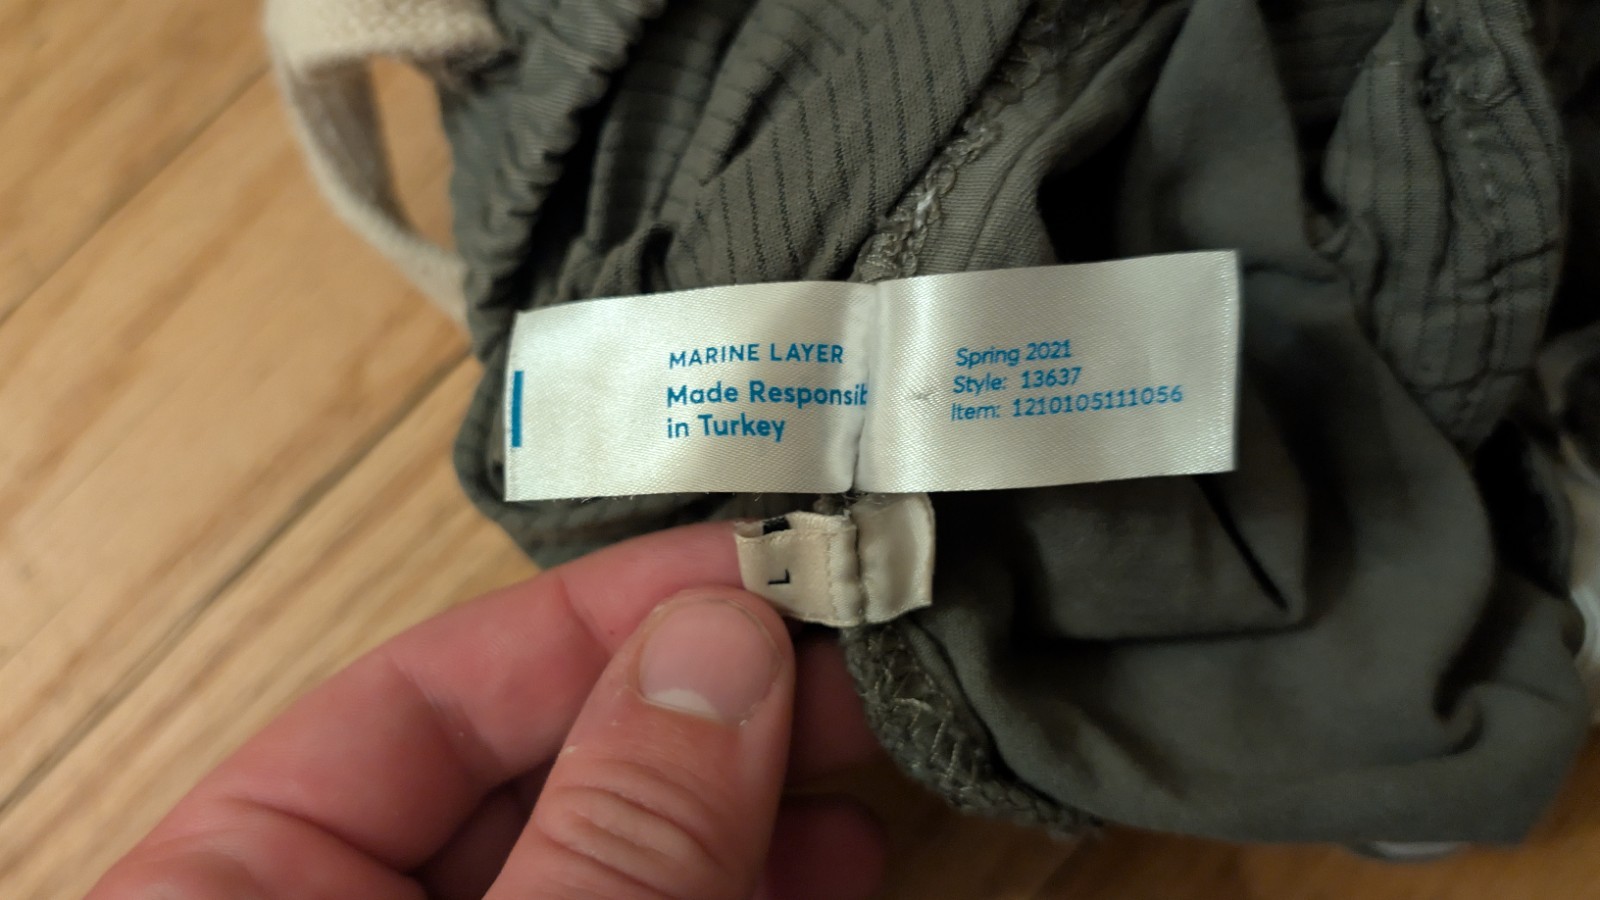 MARINE LAYER
Made Responsib
in Turkey
Spring 2021
Style: 13637
Item: 1210105111056
L